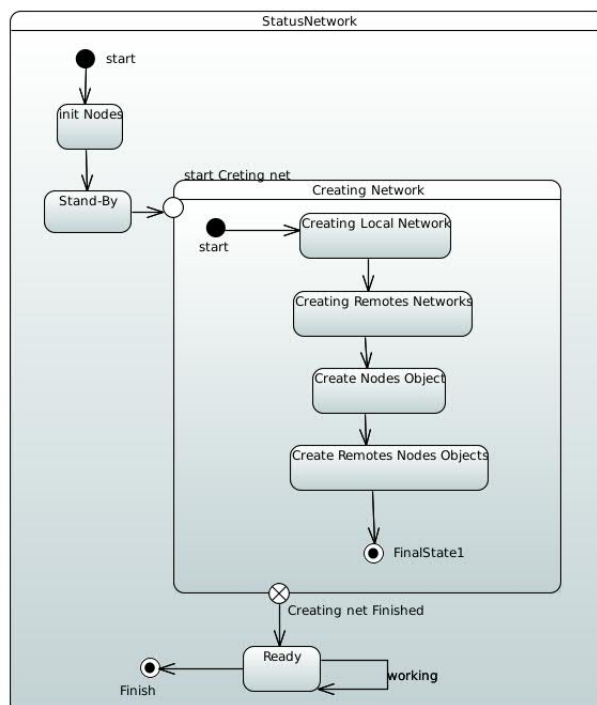 StatusNetwork
start
init Nodes
start Creting net
Stand-By
Creating Network
start
Creating Local Network
Creating Remotes Networks
Create Nodes Object
Create Remotes Nodes Objects
FinalState1
Creating net Finished
Ready
working
Finish